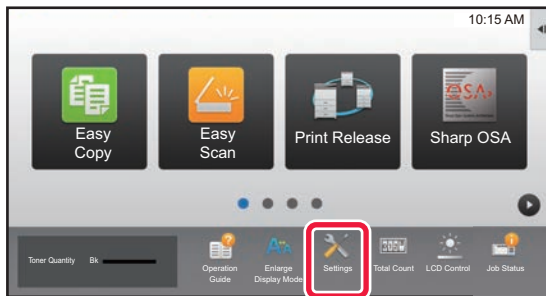 10:15 AM
Easy
Copy
Easy
Scan
Print Release
OSA
Sharp OSA
Toner Quantity
Bk
Operation
Guide
Enlarge
Display Mode
Settings
Total Count
LCD Control
Job Status